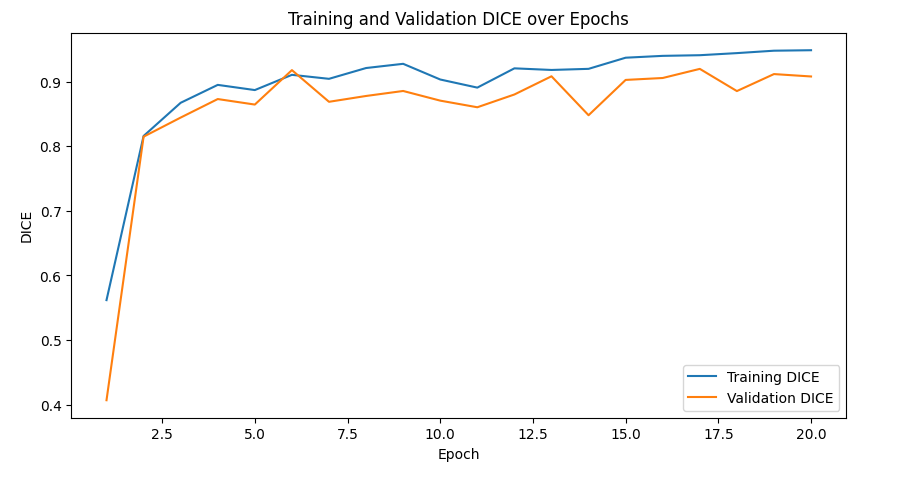 Training and Validation DICE over Epochs
DICE
0.9
0.8
0.7
0.6
0.5
0.4
2.5 5.0 7.5 10.0 12.5 15.0 17.5 20.0
Epoch
Training DICE
Validation DICE